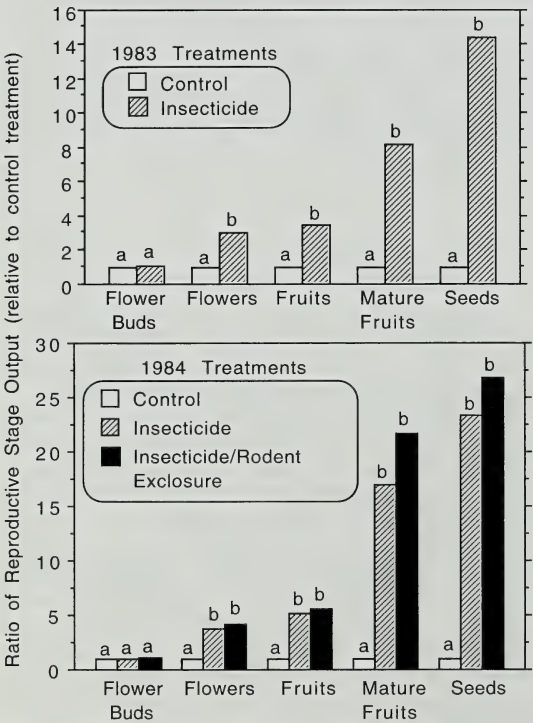 Ratio of Reproductive Stage Output (relative to control treatment)
16
14
12
10
8
6
4
2
0
1983 Treatments
Control
Insecticide
a a
a b
a b
a b
a b
Flower Buds
Flowers
Fruits
Mature Fruits
Seeds
30
25
20
15
10
5
0
1984 Treatments
Control
Insecticide
Insecticide/Rodent
Exclosure
a a a
a b b
a b b
a b b
a b b
Flower Buds
Flowers
Fruits
Mature Fruits
Seeds